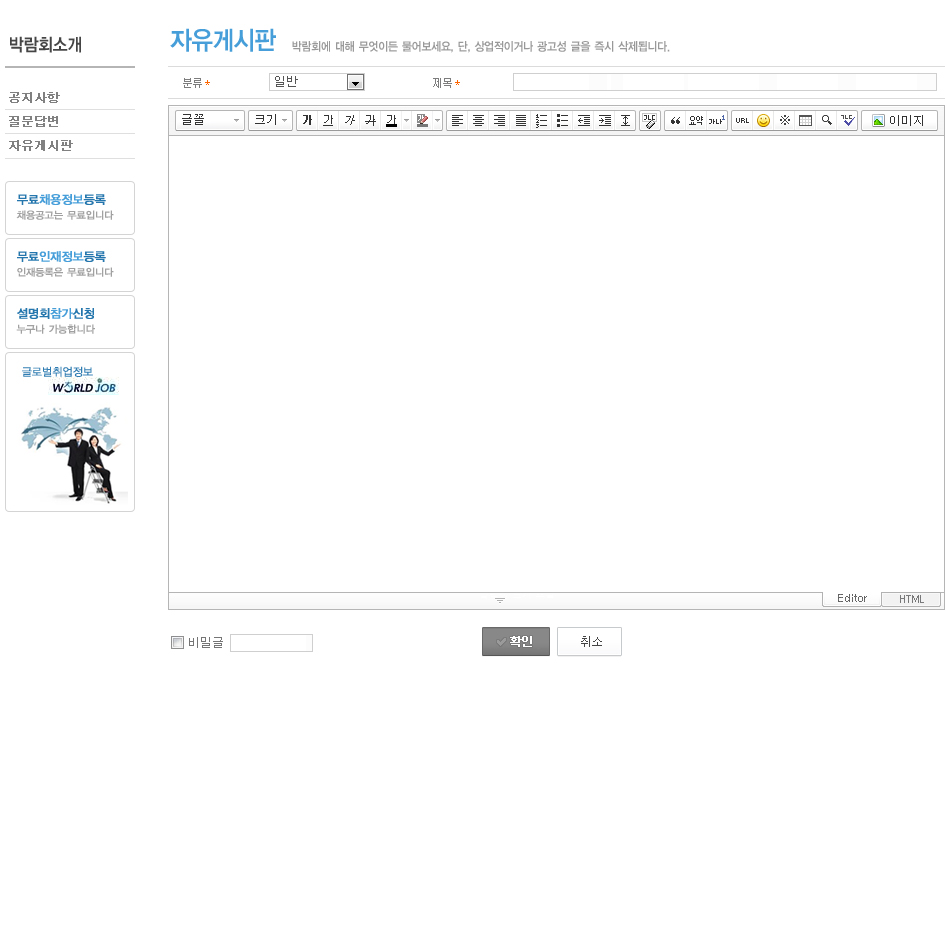 박람회소개
공지사항
질문답변
자유게시판
무료채용정보등록
채용공고는 무료입니다
무료인재정보등록
인재등록은 무료입니다
설명회참가신청
누구나 가능합니다
글로벌취업정보
WORLD JOB
자유게시판 박람회에 대해 무엇이든 물어보세요, 단, 상업적이거나 광고성 글을 즉시 삭제됩니다.
분류 * 일반 제목 *
글꼴 크기 가 가 가 가 가 요약 URL 이미지
Editor HTML
비밀글 확인 취소